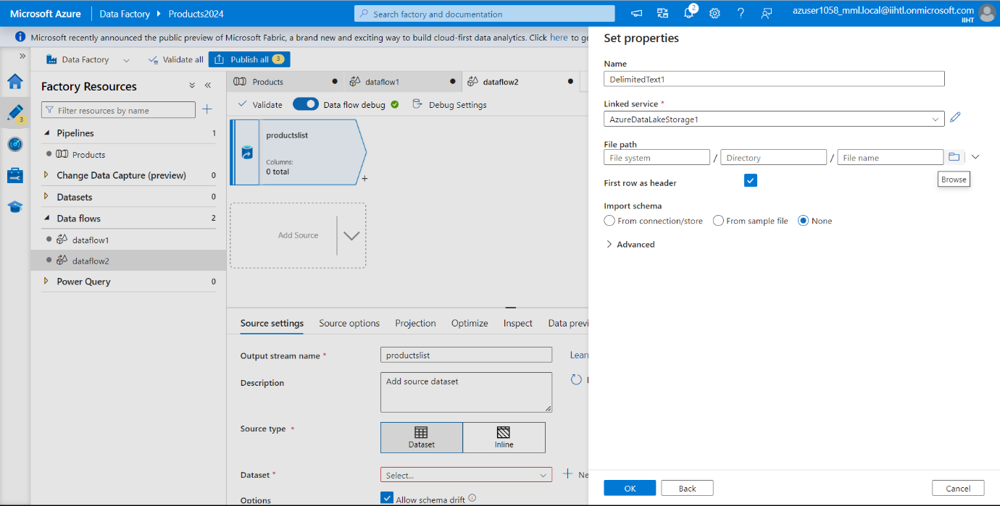 Microsoft Azure Data Factory Products2024 Search factory and documentation 2 azuser1058_mml.local@iihtl.onmicrosoft.com
IIHT
Microsoft recently announced the public preview of Microsoft Fabric, a brand new and exciting way to build cloud-first data analytics. Click here to ge
Data Factory Validate all Publish all 3
Factory Resources
Filter resources by name
3
Pipelines 1
Products
Change Data Capture (preview) 0
Datasets 0
Data flows 2
dataflow1
dataflow2
Power Query 0
Products dataflow1 dataflow2
Validate Data flow debug Debug Settings
productslist
Columns:
0 total
+
Add Source
Source settings Source options Projection Optimize Inspect Data previ
Output stream name * productslist Learn
Description Add source dataset
Source type * Dataset Inline
Dataset * Select... Ne
Options Allow schema drift
Set properties
Name
DelimitedText1
Linked service *
AzureDataLakeStorage1
File path
File system / Directory / File name
Browse
First row as header
Import schema
From connection/store From sample file None
Advanced
OK Back Cancel